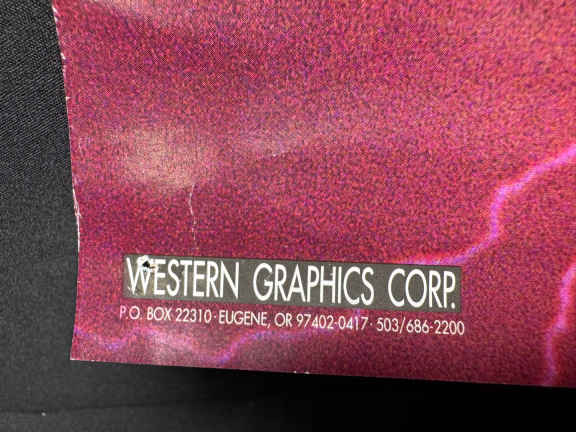 WESTERN GRAPHICS CORP.
P.O. BOX 22310 · EUGENE, OR 97402-0417 · 503/686-2200